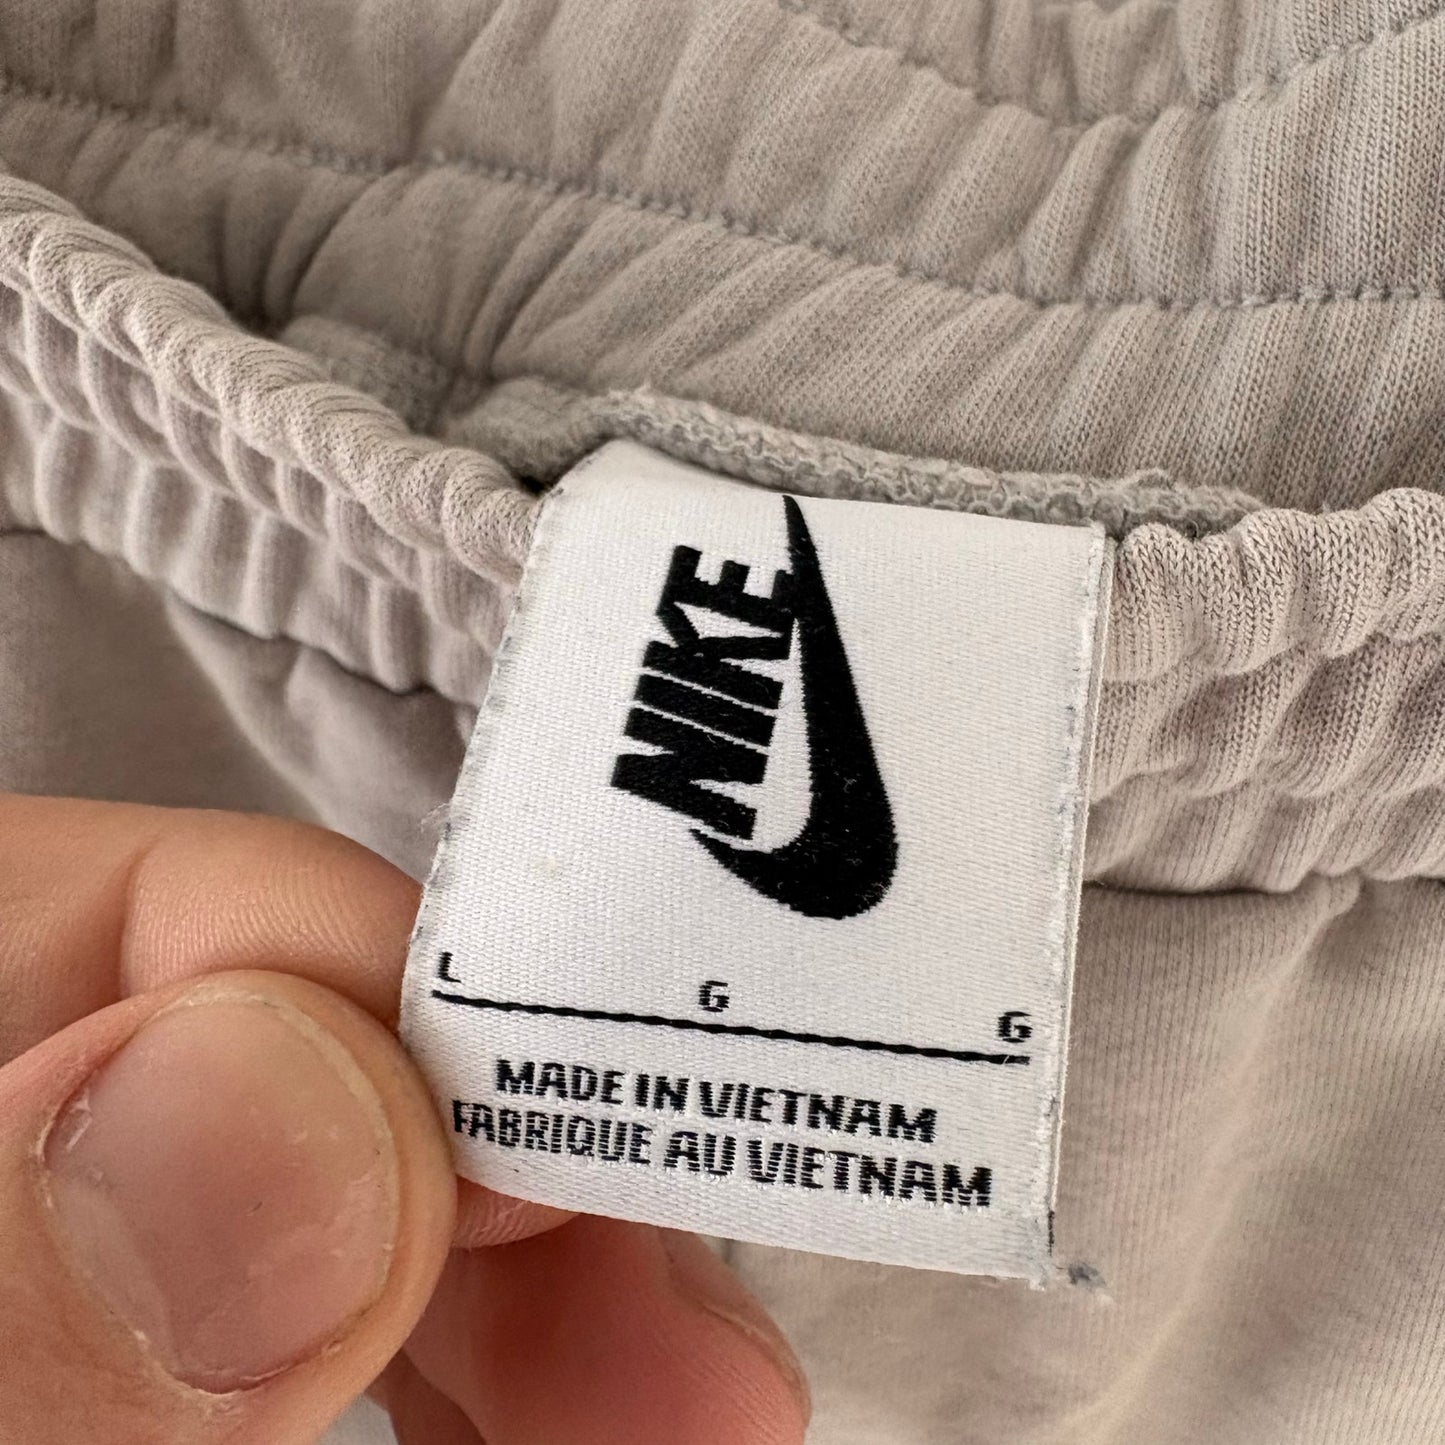 NIKE
L G G
MADE IN VIETNAM
FABRIQUE AU VIETNAM